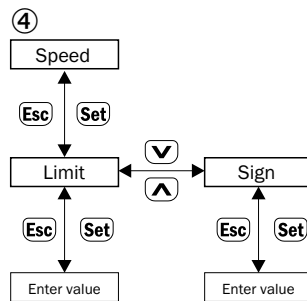 ④
Speed
Esc Set
Limit Sign
Esc Set Esc Set
Enter value Enter value